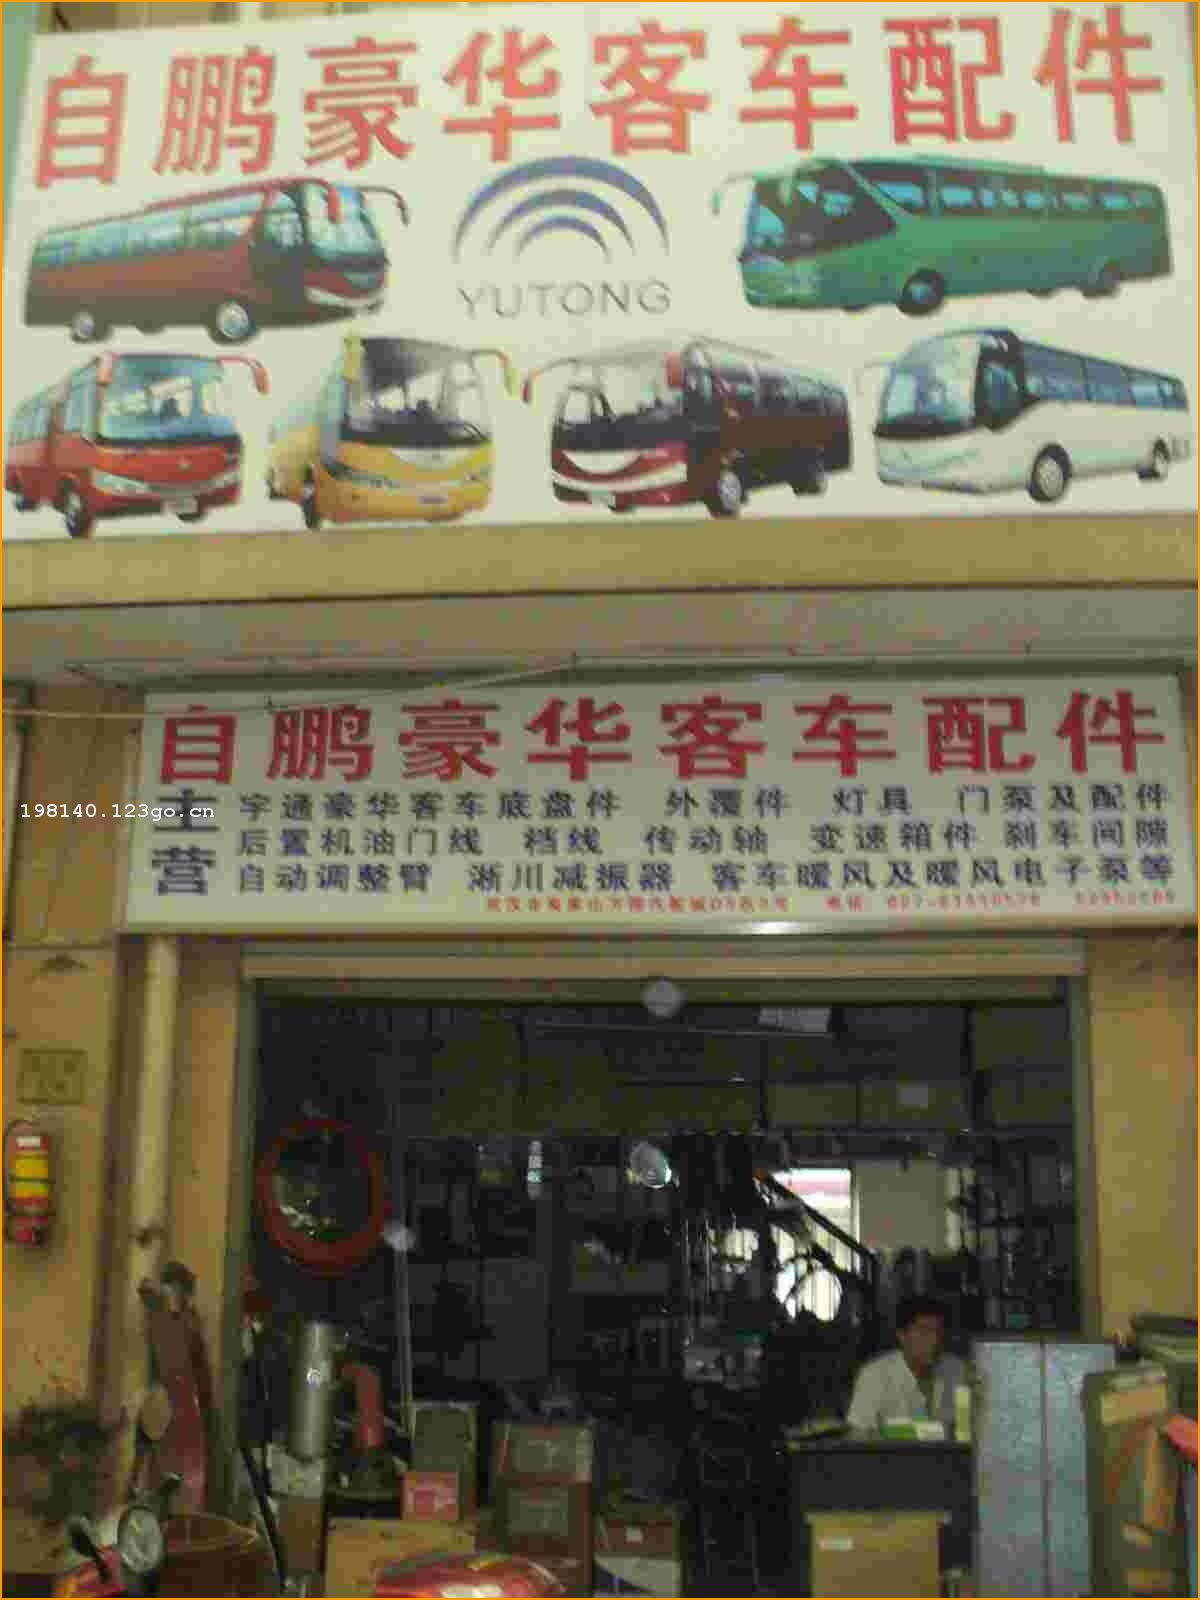 自鹏豪华客车配件
YUTONG
自鹏豪华客车配件
主营
宇通豪华客车底盘件 外覆件 灯具 门泵及配件
后置机油门线 档线 传动轴 变速箱件 刹车间隙
自动调整臂 淅川减振器 客车暖风及暖风电子泵等
198140.123go.cn